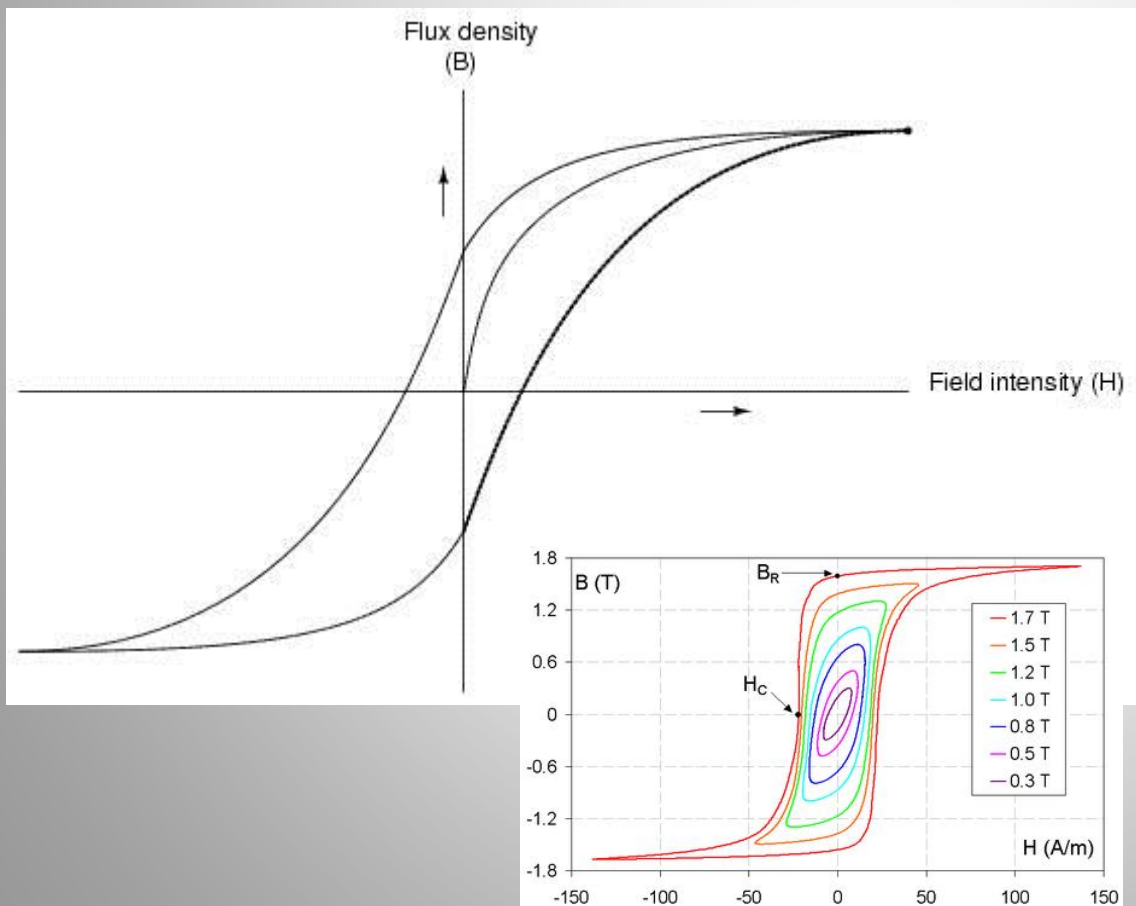 Flux density
(B)
Field intensity (H)
1.8
B (T)
B_R
1.2
1.7 T
1.5 T
0.6
1.2 T
H_C
1.0 T
0
0.8 T
0.5 T
-0.6
0.3 T
-1.2
H (A/m)
-1.8
-150 -100 -50 0 50 100 150